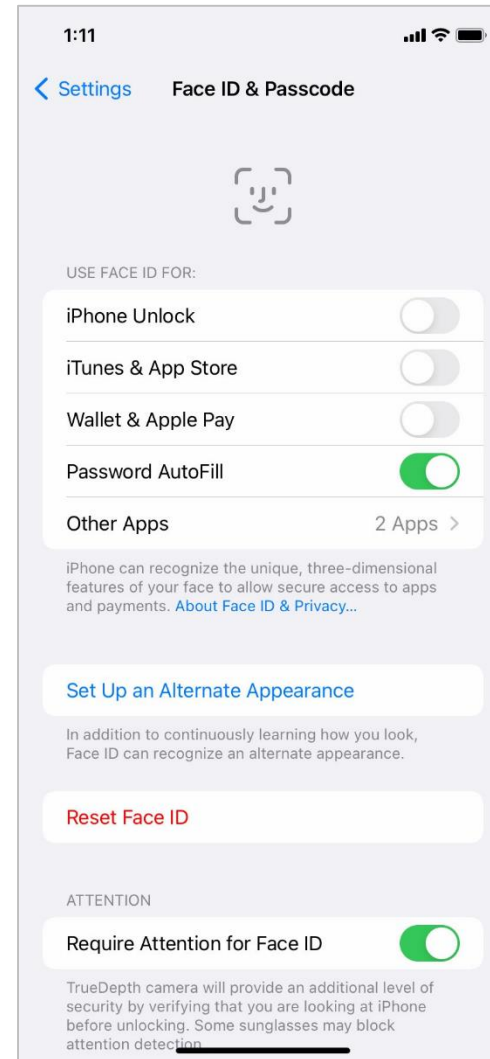 1:11
Settings Face ID & Passcode
USE FACE ID FOR:
iPhone Unlock
iTunes & App Store
Wallet & Apple Pay
Password AutoFill
Other Apps 2 Apps
iPhone can recognize the unique, three-dimensional
features of your face to allow secure access to apps
and payments. About Face ID & Privacy...
Set Up an Alternate Appearance
In addition to continuously learning how you look,
Face ID can recognize an alternate appearance.
Reset Face ID
ATTENTION
Require Attention for Face ID
TrueDepth camera will provide an additional level of
security by verifying that you are looking at iPhone
before unlocking. Some sunglasses may block
attention detection